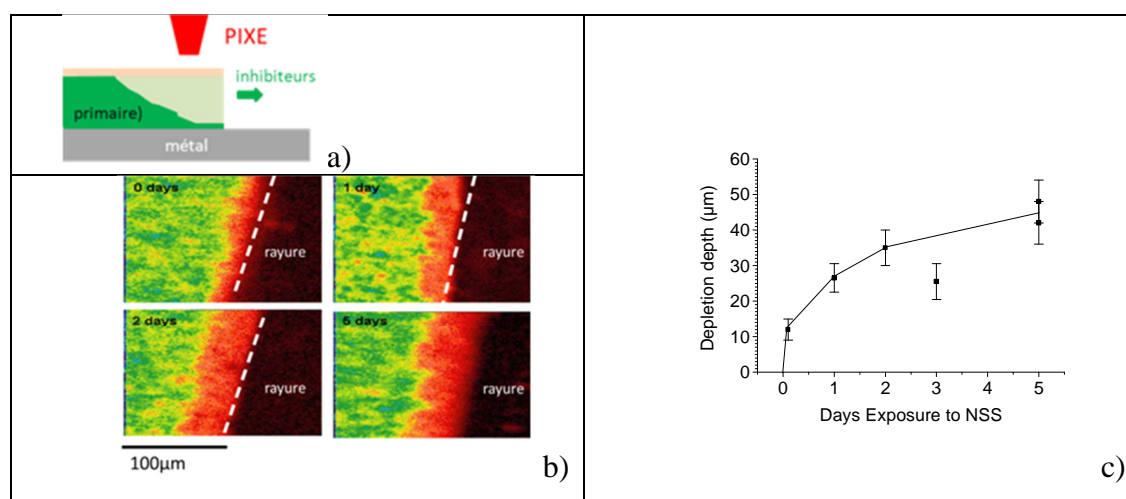 PIXE
inhibiteurs
primaire)
métal
a)
0 days
rayure
1 day
rayure
2 days
rayure
5 days
rayure
100µm
b)
60
50
40
30
20
10
0
Depletion depth (µm)
0 1 2 3 4 5
Days Exposure to NSS
c)